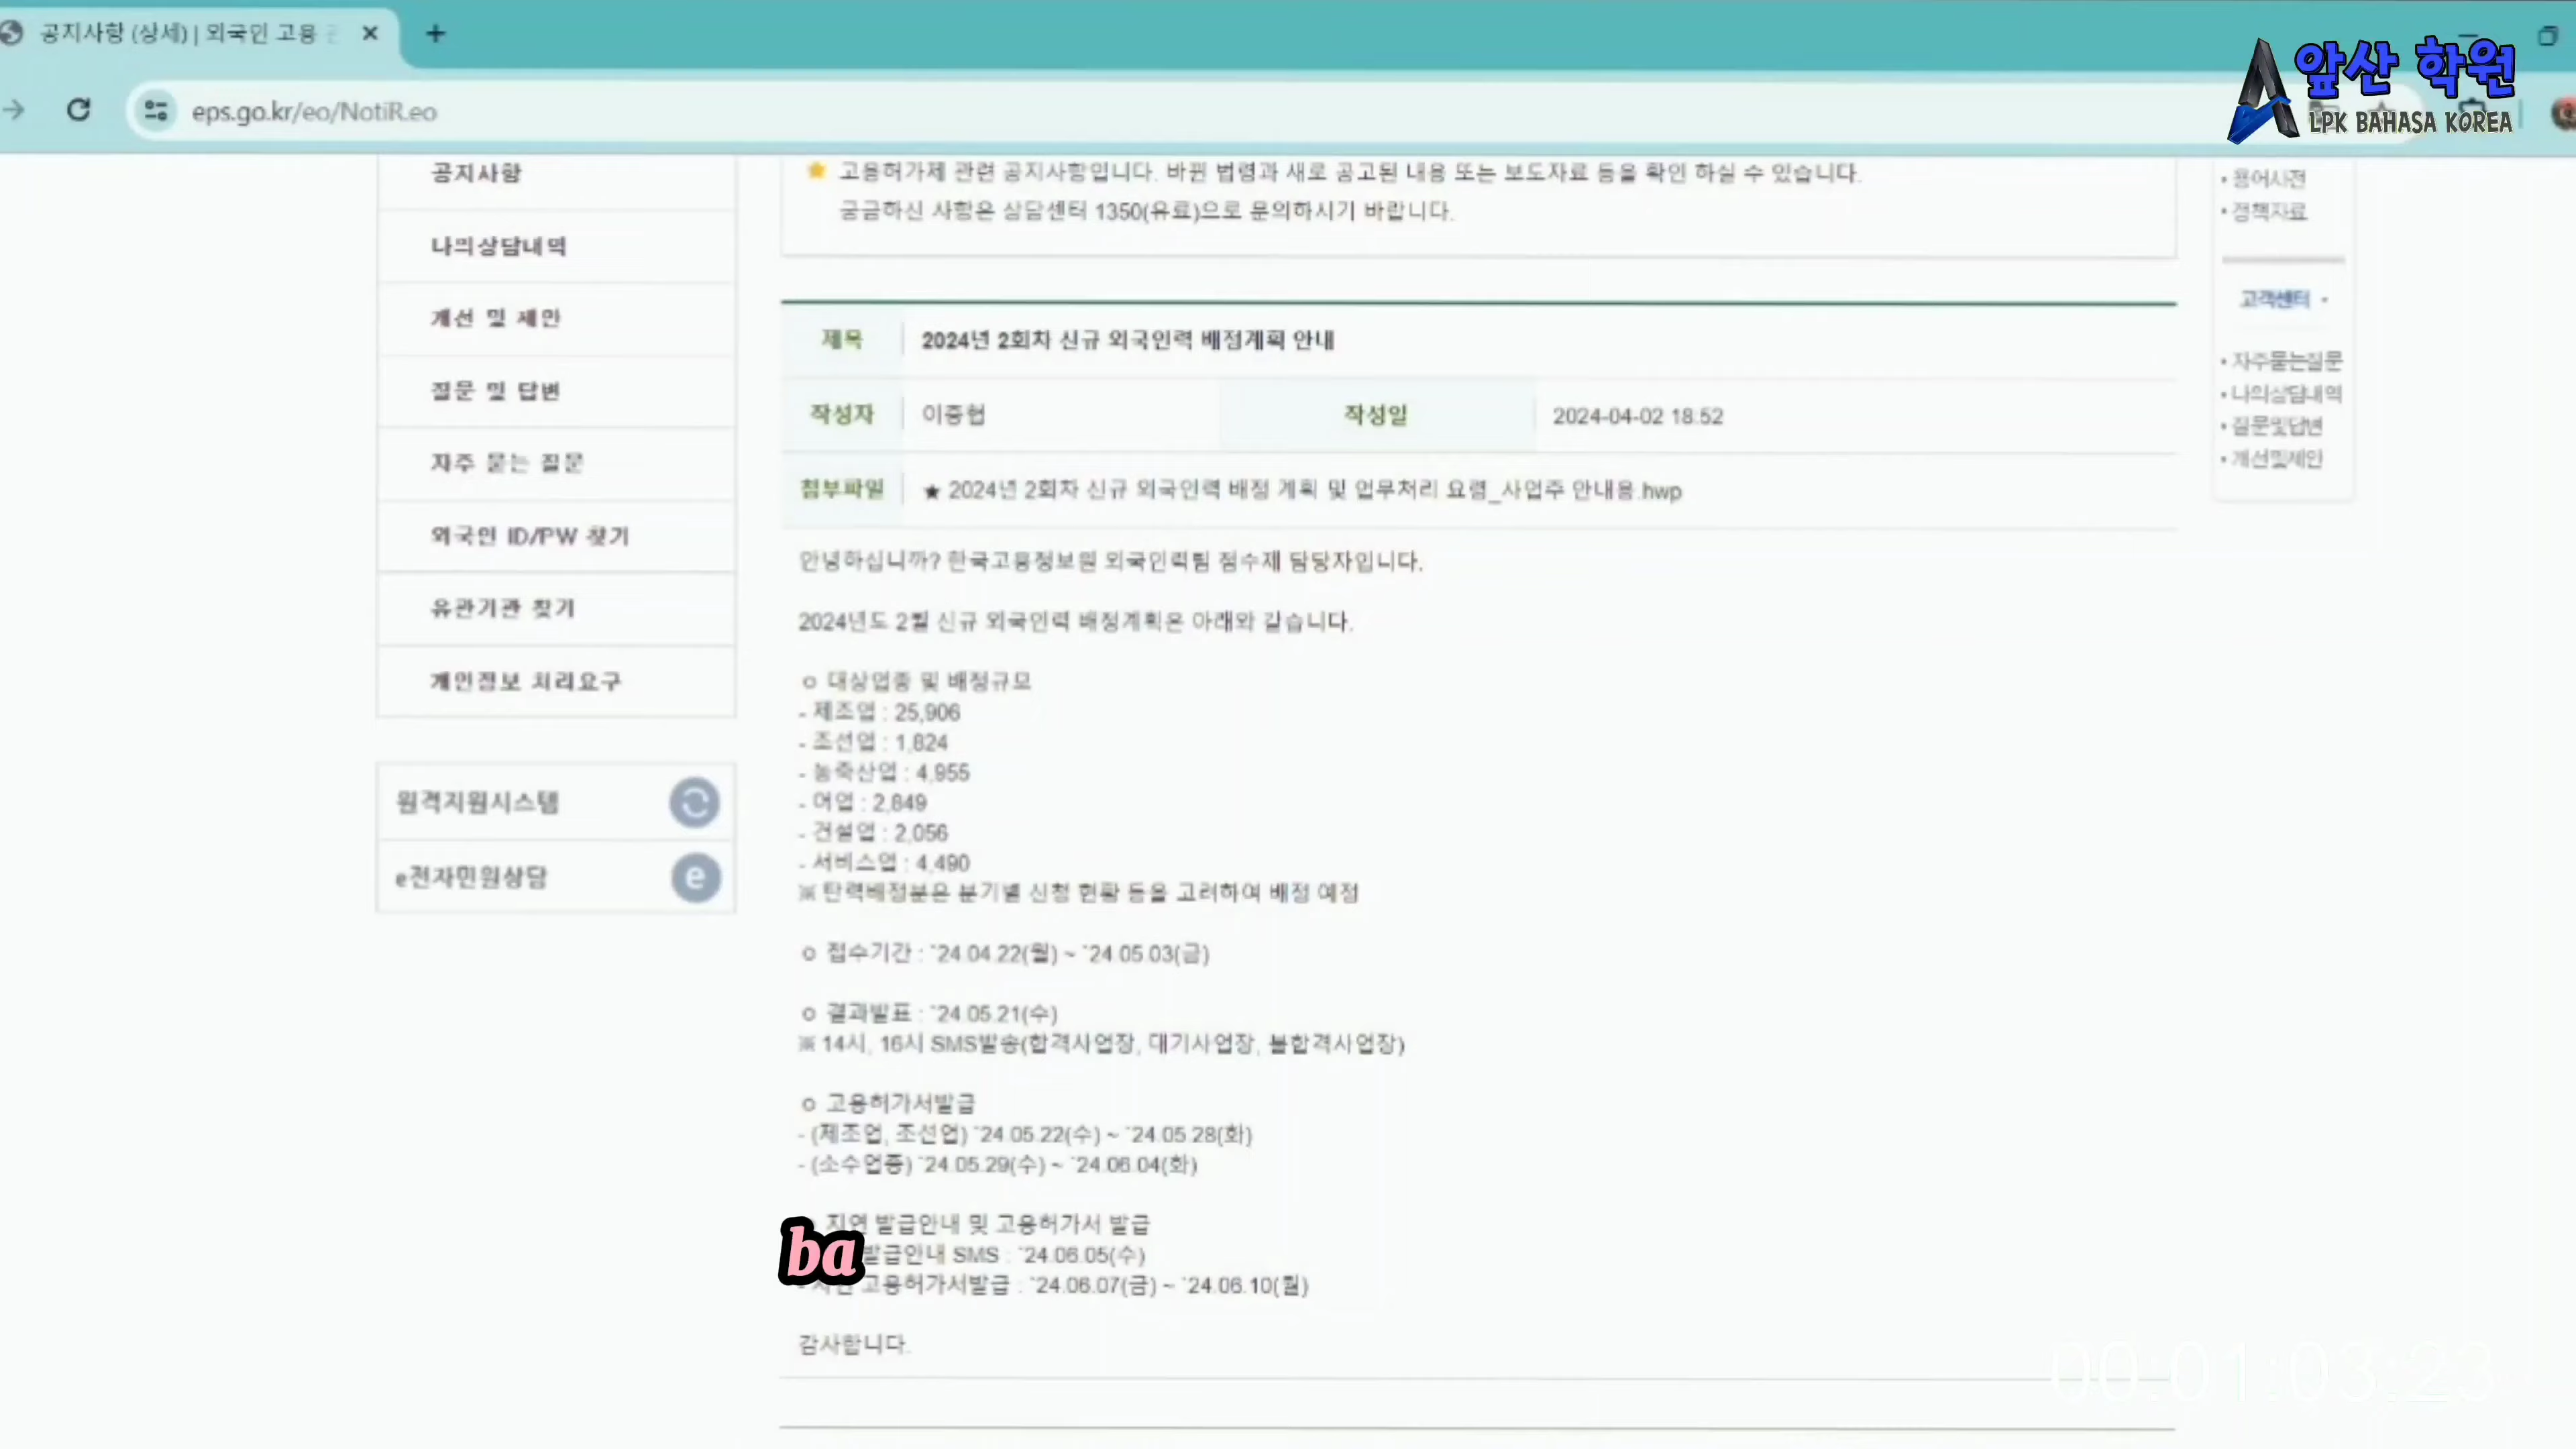 공지사항 (상세) | 외국인 고용
앞산 학원
LPK BAHASA KOREA
eps.go.kr/eo/NotiR.eo
공지사항
나의상담내역
개선 및 제안
질문 및 답변
자주 묻는 질문
외국인 ID/PW 찾기
유관기관 찾기
개인정보 처리요구
원격지원시스템
e전자민원상담
고용허가제 관련 공지사항입니다. 바뀐 법령과 새로 공고된 내용 또는 보도자료 등을 확인 하실 수 있습니다.
궁금하신 사항은 상담센터 1350(유료)으로 문의하시기 바랍니다.
제목 2024년 2회차 신규 외국인력 배정계획 안내
작성자 이중협 작성일 2024-04-02 18:52
첨부파일 ★ 2024년 2회차 신규 외국인력 배정 계획 및 업무처리 요령_사업주 안내용.hwp
안녕하십니까? 한국고용정보원 외국인력팀 점수제 담당자입니다.
2024년도 2월 신규 외국인력 배정계획은 아래와 같습니다.
ㅇ 대상업종 및 배정규모
- 제조업 : 25,906
- 조선업 : 1,824
- 농축산업 : 4,955
- 어업 : 2,849
- 건설업 : 2,056
- 서비스업 : 4,490
※ 탄력배정분은 분기별 신청 현황 등을 고려하여 배정 예정
ㅇ 접수기간 : `24.04.22(월) ~ `24.05.03(금)
ㅇ 결과발표 : `24.05.21(수)
※ 14시, 16시 SMS발송(합격사업장, 대기사업장, 불합격사업장)
ㅇ 고용허가서발급
- (제조업, 조선업) `24.05.22(수) ~ `24.05.28(화)
- (소수업종) `24.05.29(수) ~ `24.06.04(화)
지연 발급안내 및 고용허가서 발급
발급안내 SMS : `24.06.05(수)
고용허가서발급 : `24.06.07(금) ~ `24.06.10(월)
ba
감사합니다.
• 용어사전
• 정책자료
고객센터
• 자주묻는질문
• 나의상담내역
• 질문및답변
• 개선및제안
00:01:03:23